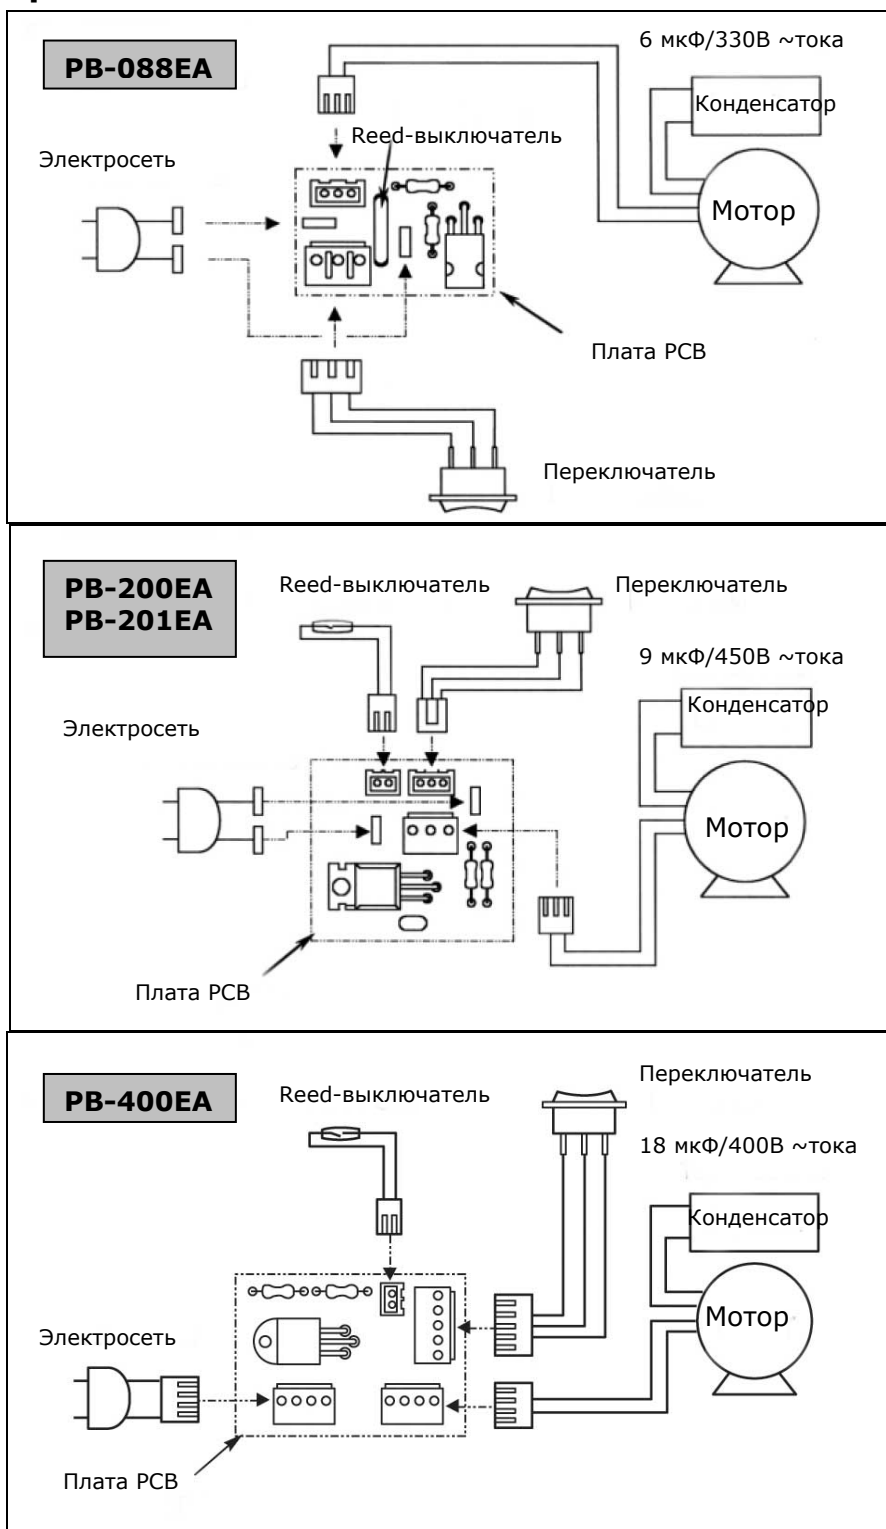 6 мкФ/330В ~тока
PB-088EA
Конденсатор
Reed-выключатель
Электросеть
Мотор
Плата PCB
Переключатель
PB-200EA
PB-201EA
Reed-выключатель
Переключатель
9 мкФ/450В ~тока
Конденсатор
Электросеть
Мотор
Плата PCB
PB-400EA
Reed-выключатель
Переключатель
18 мкФ/400В ~тока
Конденсатор
Мотор
Электросеть
Плата PCB